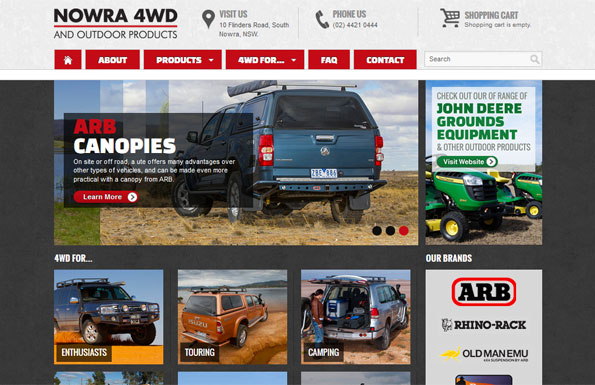 NOWRA 4WD
AND OUTDOOR PRODUCTS
VISIT US
10 Flinders Road, South
Nowra, NSW.
PHONE US
(02) 4421 0444
SHOPPING CART
Shopping cart is empty.
ABOUT
PRODUCTS
4WD FOR...
FAQ
CONTACT
Search
ARB
CANOPIES
On site or off road, a ute offers many advantages over
other types of vehicles, and can be made even more
practical with a canopy from ARB.
Learn More
CHECK OUT OUR RANGE OF
JOHN DEERE
GROUNDS
EQUIPMENT
& OTHER OUTDOOR PRODUCTS
Visit Website
4WD FOR...
OUR BRANDS
ENTHUSIASTS
ISUZU
TOURING
CAMPING
ARB
RHINO-RACK
OLD MAN EMU
4X4 SUSPENSION BY ARB